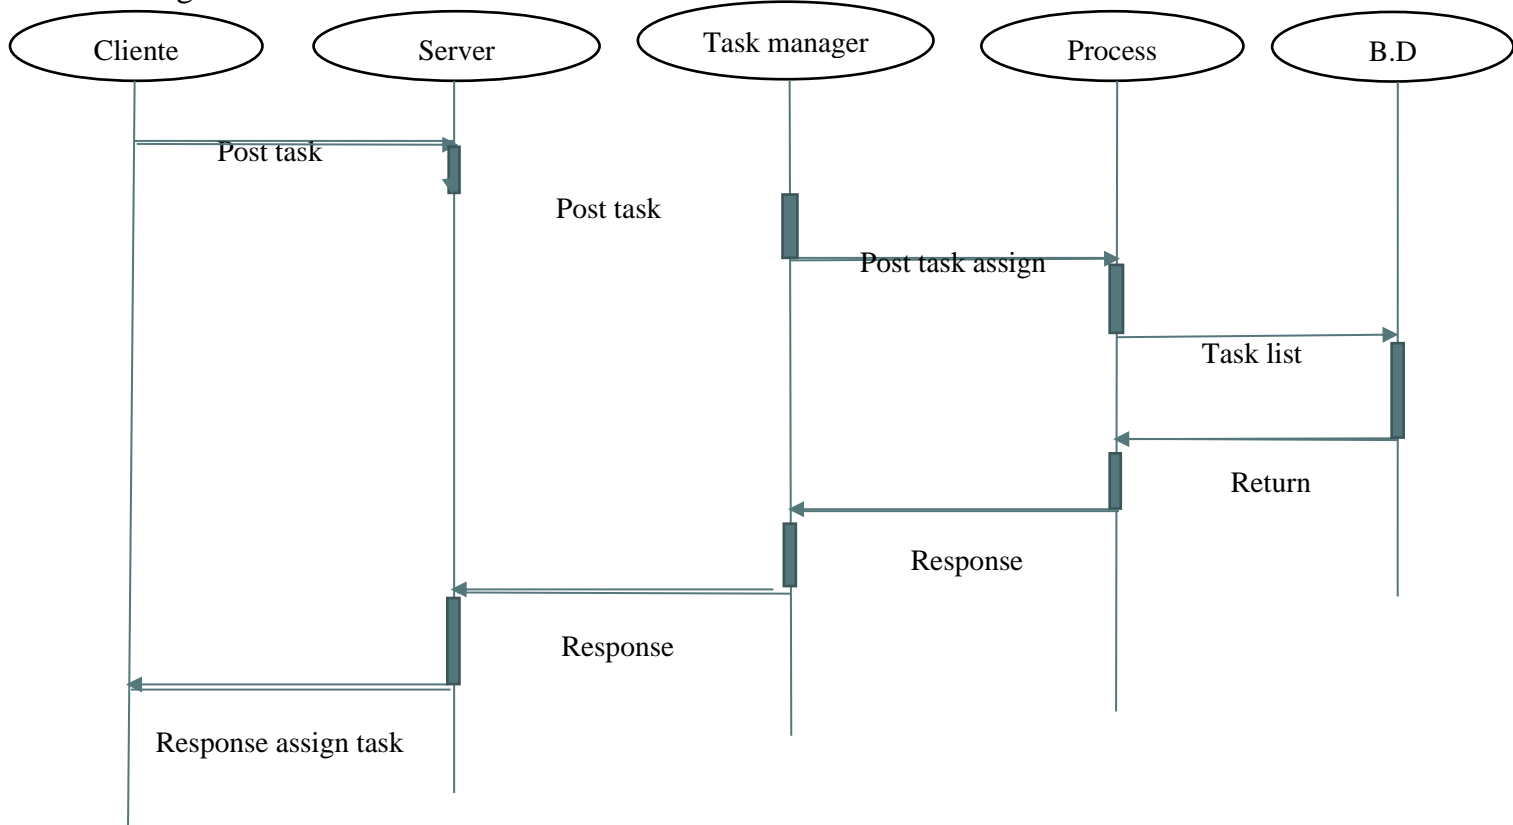 Cliente
Server
Task manager
Process
B.D
Post task
Post task
Post task assign
Task list
Return
Response
Response
Response assign task